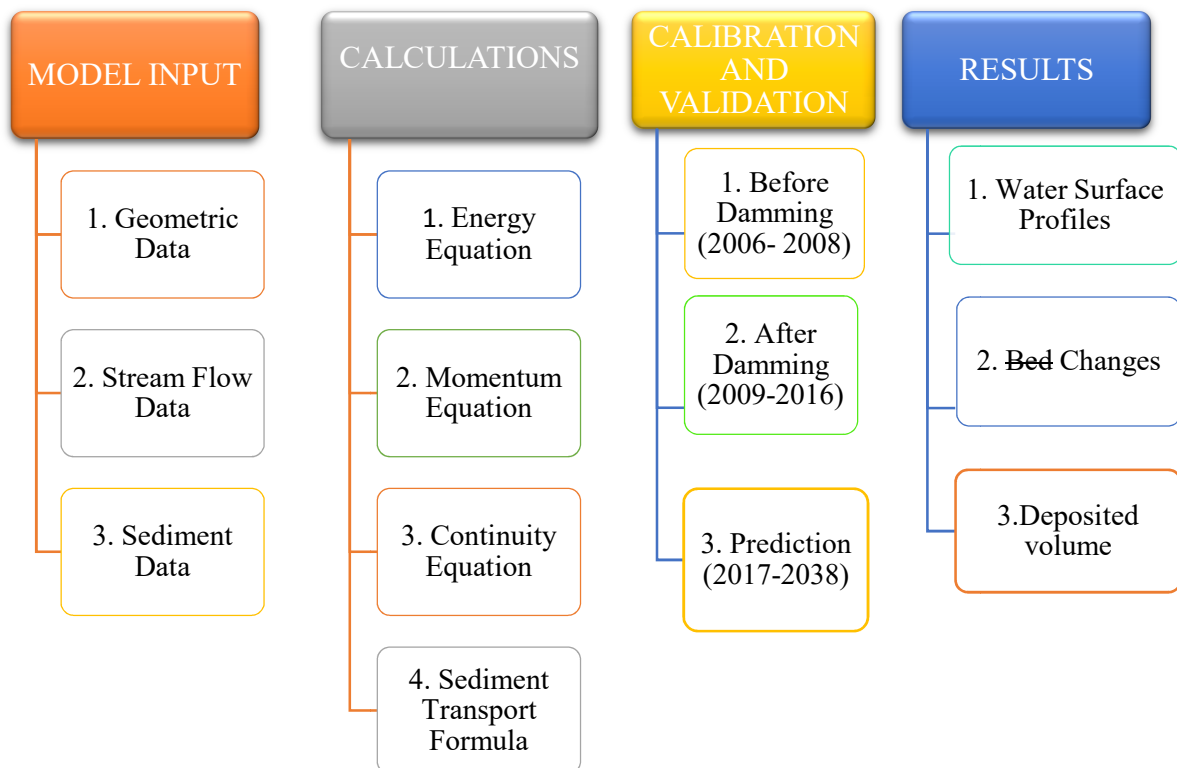 MODEL INPUT
1. Geometric
Data
2. Stream Flow
Data
3. Sediment
Data
CALCULATIONS
1. Energy
Equation
2. Momentum
Equation
3. Continuity
Equation
4. Sediment
Transport
Formula
CALIBRATION
AND
VALIDATION
1. Before
Damming
(2006- 2008)
2. After
Damming
(2009-2016)
3. Prediction
(2017-2038)
RESULTS
1. Water Surface
Profiles
2. Bed Changes
3.Deposited
volume